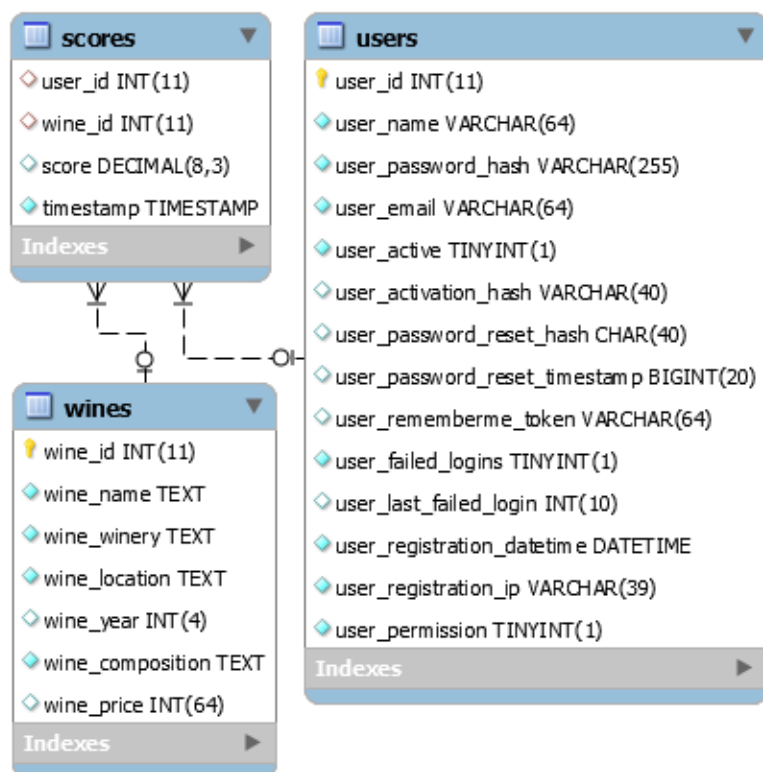 scores
user_id INT(11)
wine_id INT(11)
score DECIMAL(8,3)
timestamp TIMESTAMP
Indexes
users
user_id INT(11)
user_name VARCHAR(64)
user_password_hash VARCHAR(255)
user_email VARCHAR(64)
user_active TINYINT(1)
user_activation_hash VARCHAR(40)
user_password_reset_hash CHAR(40)
user_password_reset_timestamp BIGINT(20)
user_rememberme_token VARCHAR(64)
user_failed_logins TINYINT(1)
user_last_failed_login INT(10)
user_registration_datetime DATETIME
user_registration_ip VARCHAR(39)
user_permission TINYINT(1)
Indexes
wines
wine_id INT(11)
wine_name TEXT
wine_winery TEXT
wine_location TEXT
wine_year INT(4)
wine_composition TEXT
wine_price INT(64)
Indexes